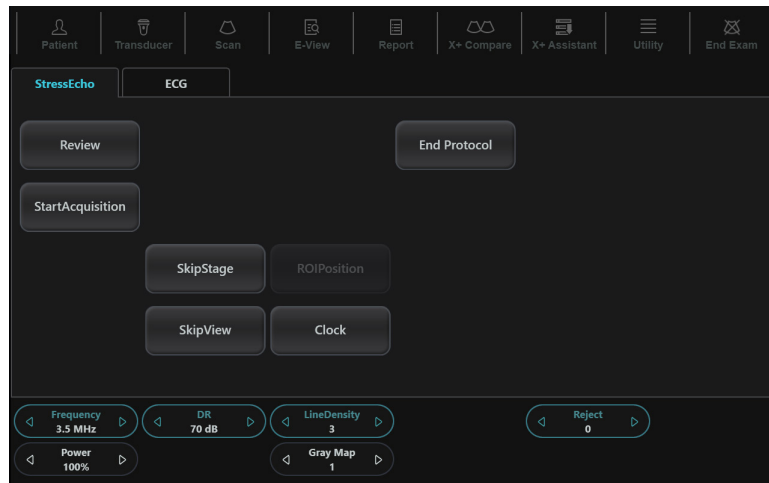 Patient
Transducer
Scan
E-View
Report
X+ Compare
X+ Assistant
Utility
End Exam
StressEcho
ECG
Review
End Protocol
StartAcquisition
SkipStage
ROIPosition
SkipView
Clock
Frequency
3.5 MHz
DR
70 dB
LineDensity
3
Reject
0
Power
100%
Gray Map
1